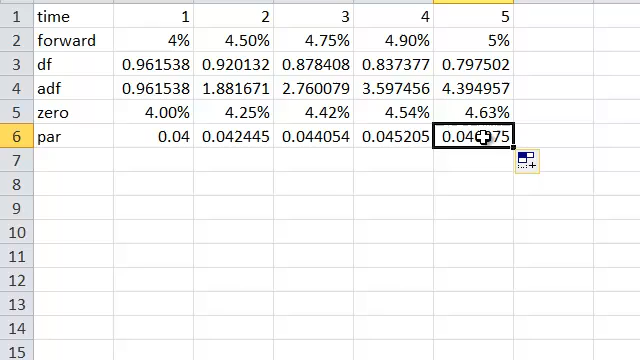 1 time 1 2 3 4 5
2 forward 4% 4.50% 4.75% 4.90% 5%
3 df 0.961538 0.920132 0.878408 0.837377 0.797502
4 adf 0.961538 1.881671 2.760079 3.597456 4.394957
5 zero 4.00% 4.25% 4.42% 4.54% 4.63%
6 par 0.04 0.042445 0.044054 0.045205
7
8
9
10
11
12
13
14
15